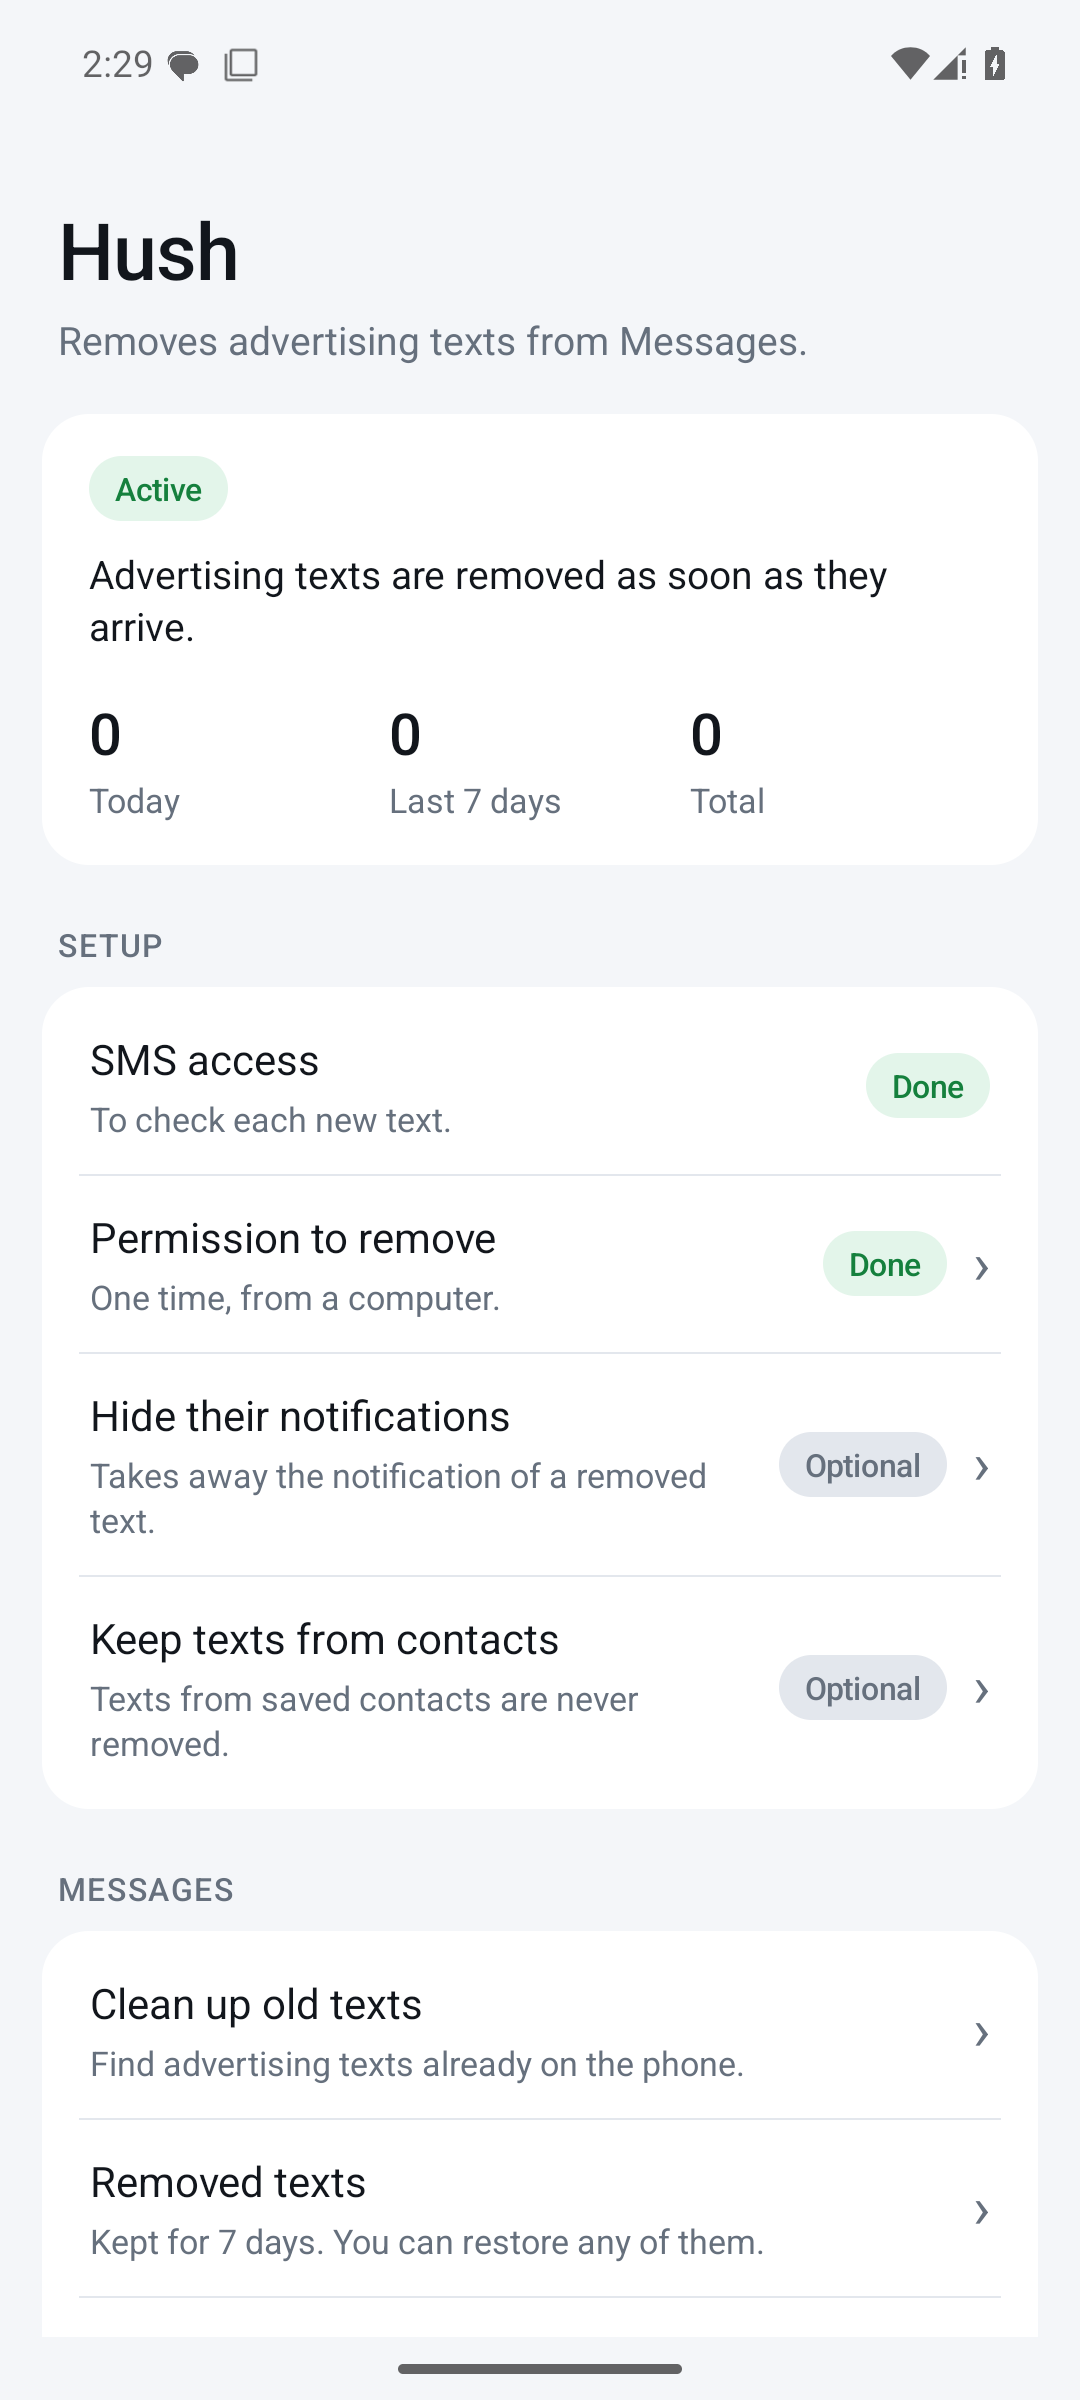 2:29
Hush
Removes advertising texts from Messages.
Active
Advertising texts are removed as soon as they
arrive.
0
0
0
Today
Last 7 days
Total
SETUP
SMS access
To check each new text.
Done
Permission to remove
One time, from a computer.
Done
Hide their notifications
Takes away the notification of a removed
text.
Optional
Keep texts from contacts
Texts from saved contacts are never
removed.
Optional
MESSAGES
Clean up old texts
Find advertising texts already on the phone.
Removed texts
Kept for 7 days. You can restore any of them.